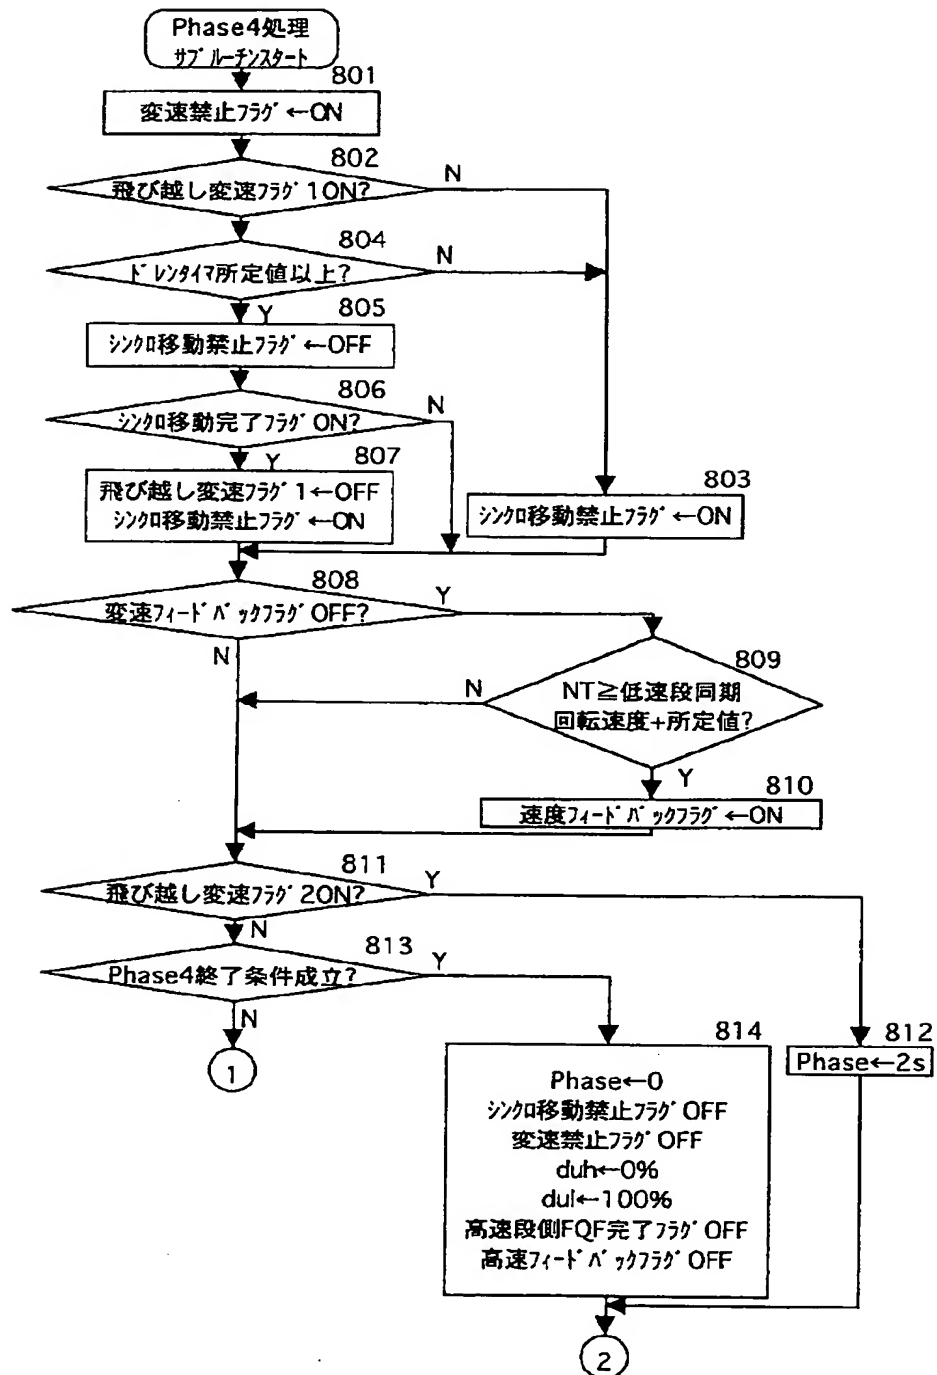 Phase4処理
サブルーチンスタート
801
変速禁止フラグ←ON
802
飛び越し変速フラグ1ON?
N
804
ドレンタイマ所定値以上?
N
Y
805
シンクロ移動禁止フラグ←OFF
806
シンクロ移動完了フラグON?
N
Y
807
飛び越し変速フラグ1←OFF
シンクロ移動禁止フラグ←ON
803
シンクロ移動禁止フラグ←ON
808
変速フィードバックフラグOFF?
Y
N
809
NT≧低速段同期
回転速度+所定値?
N
Y
810
速度フィードバックフラグ←ON
811
飛び越し変速フラグ2ON?
Y
N
813
Phase4終了条件成立?
Y
N
1
814
Phase←0
シンクロ移動禁止フラグOFF
変速禁止フラグOFF
duh←0%
dul←100%
高速段側FQF完了フラグOFF
高速フィードバックフラグOFF
812
Phase←2s
2